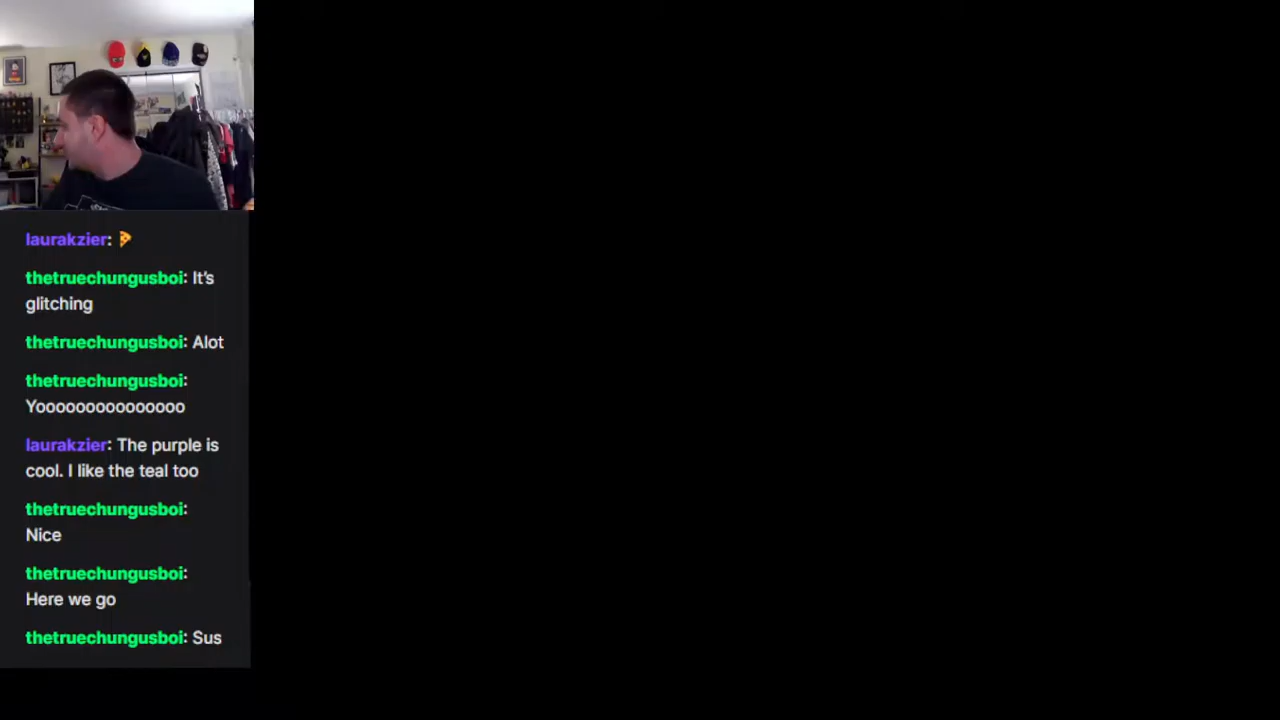 laurakzier: 🍕
thetruechungusboi: It's
glitching
thetruechungusboi: Alot
thetruechungusboi:
Yooooooooooooooo
laurakzier: The purple is
cool. I like the teal too
thetruechungusboi:
Nice
thetruechungusboi:
Here we go
thetruechungusboi: Sus